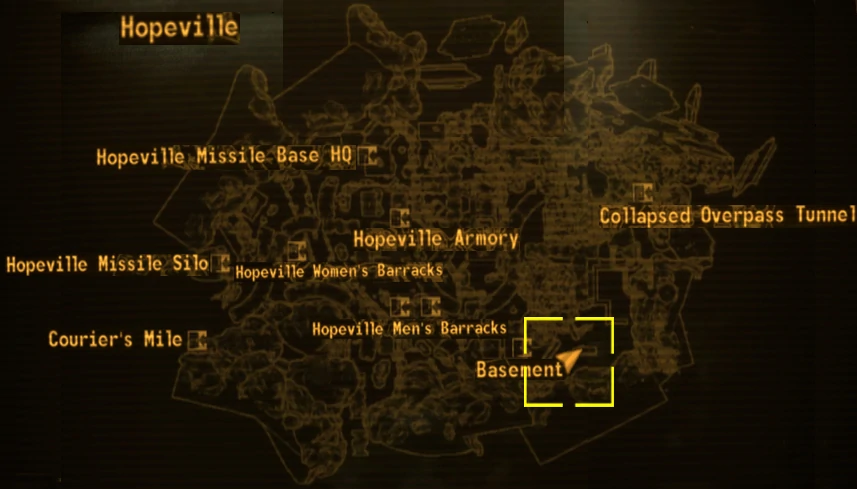 Hopeville
Hopeville Missile Base HQ
Collapsed Overpass Tunnel
Hopeville Armory
Hopeville Missile Silo
Hopeville Women's Barracks
Hopeville Men's Barracks
Courier's Mile
Basement